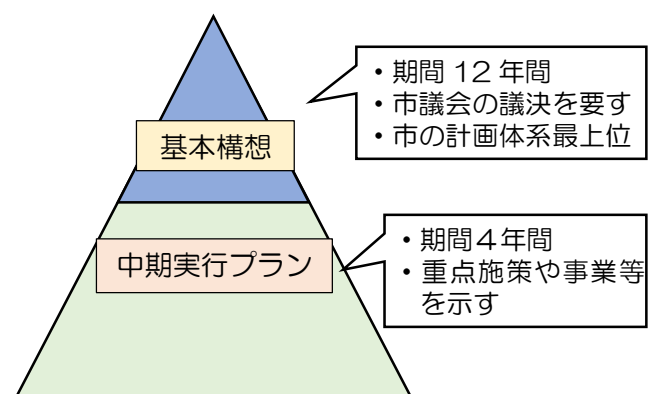 ・期間 12 年間
・市議会の議決を要す
・市の計画体系最上位
基本構想
・期間４年間
・重点施策や事業等
を示す
中期実行プラン